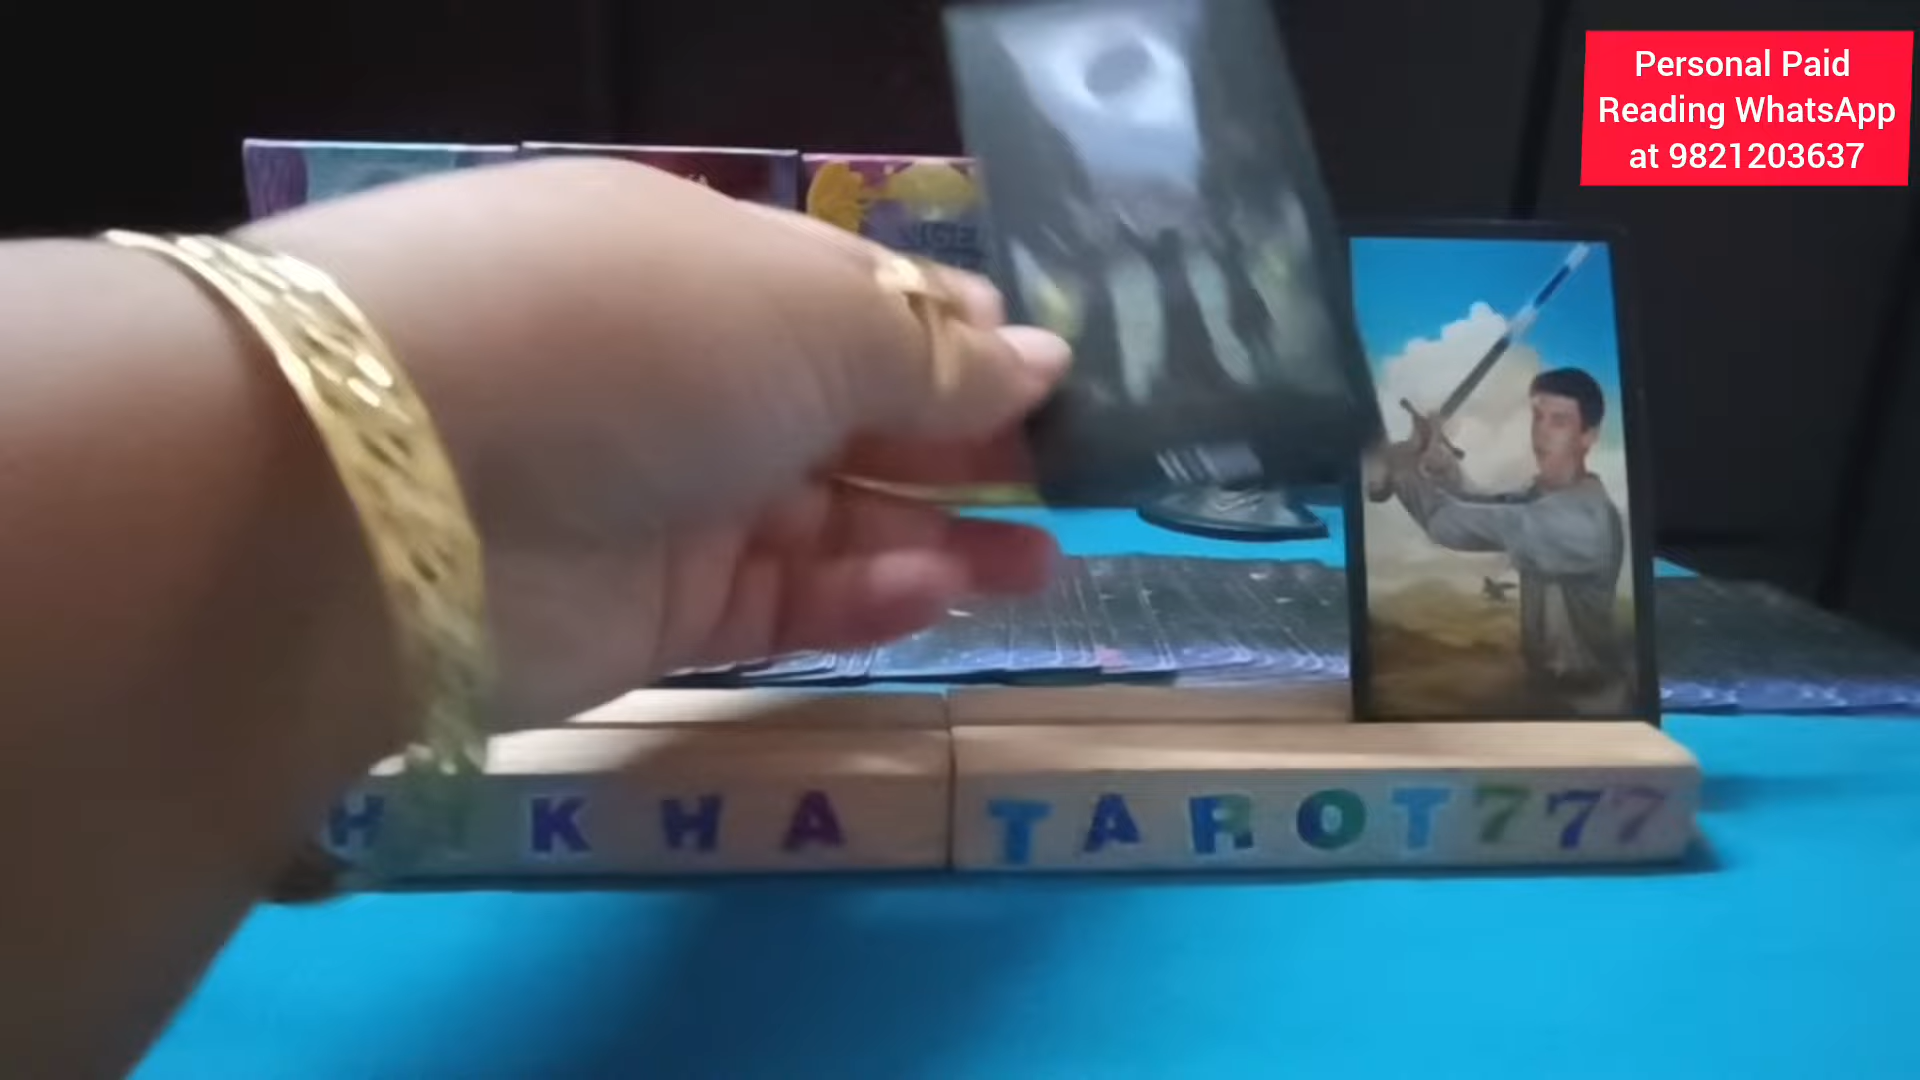 Personal Paid
Reading WhatsApp
at 9821203637
H KHA TAROT777